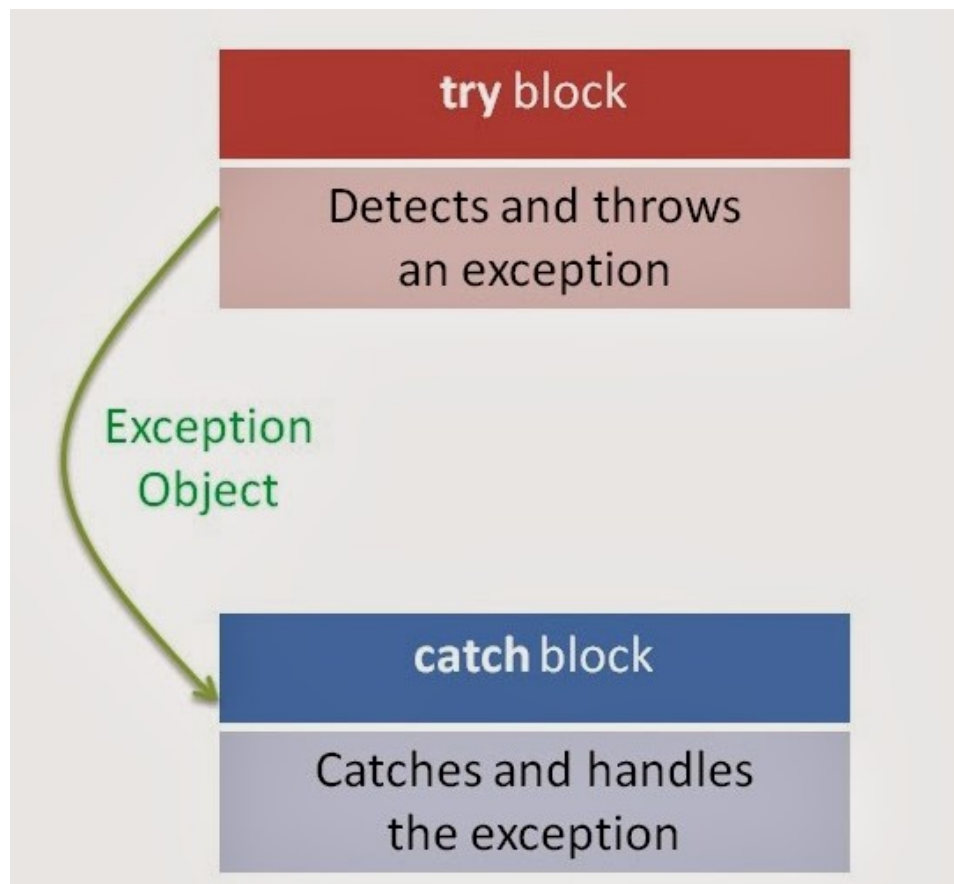 try block
Detects and throws
an exception
Exception
Object
catch block
Catches and handles
the exception